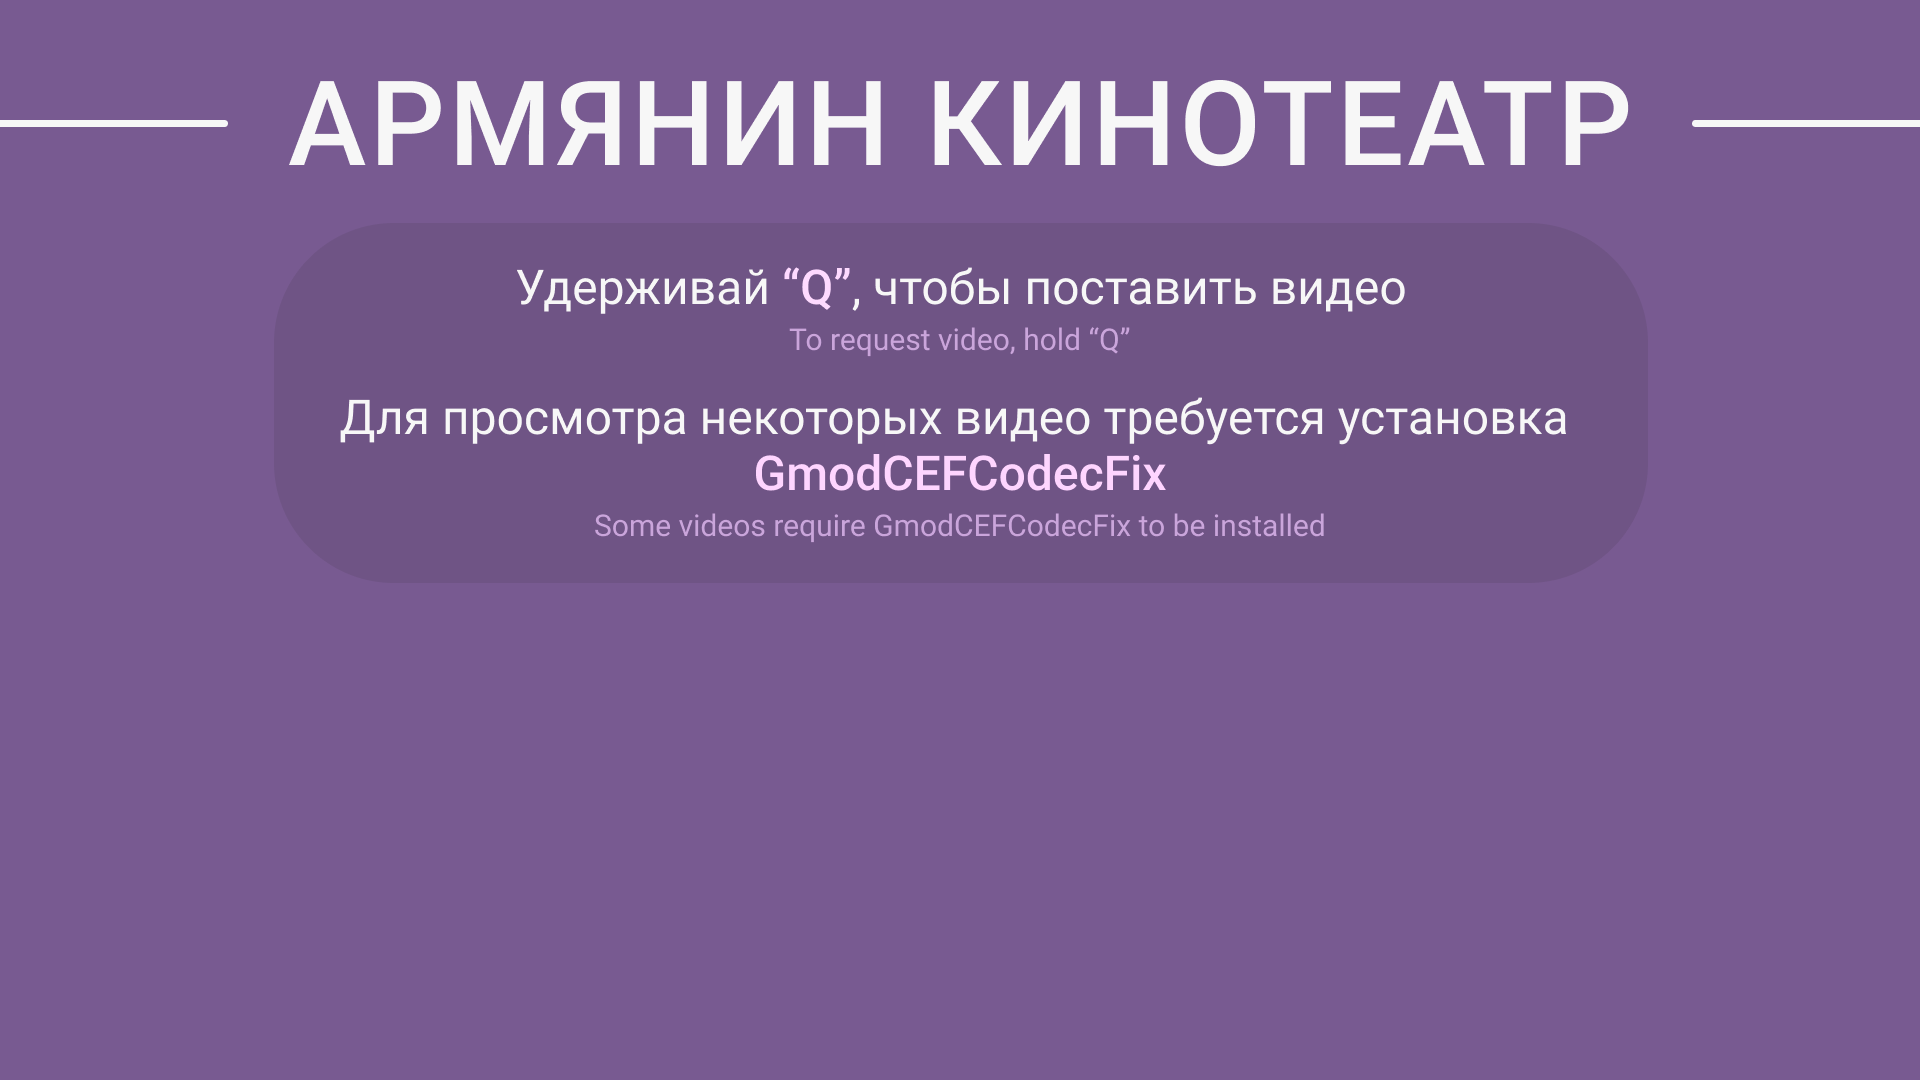 АРМЯНИН КИНОТЕАТР
Удерживай “Q”, чтобы поставить видео
To request video, hold “Q”
Для просмотра некоторых видео требуется установка
GmodCEFCodecFix
Some videos require GmodCEFCodecFix to be installed